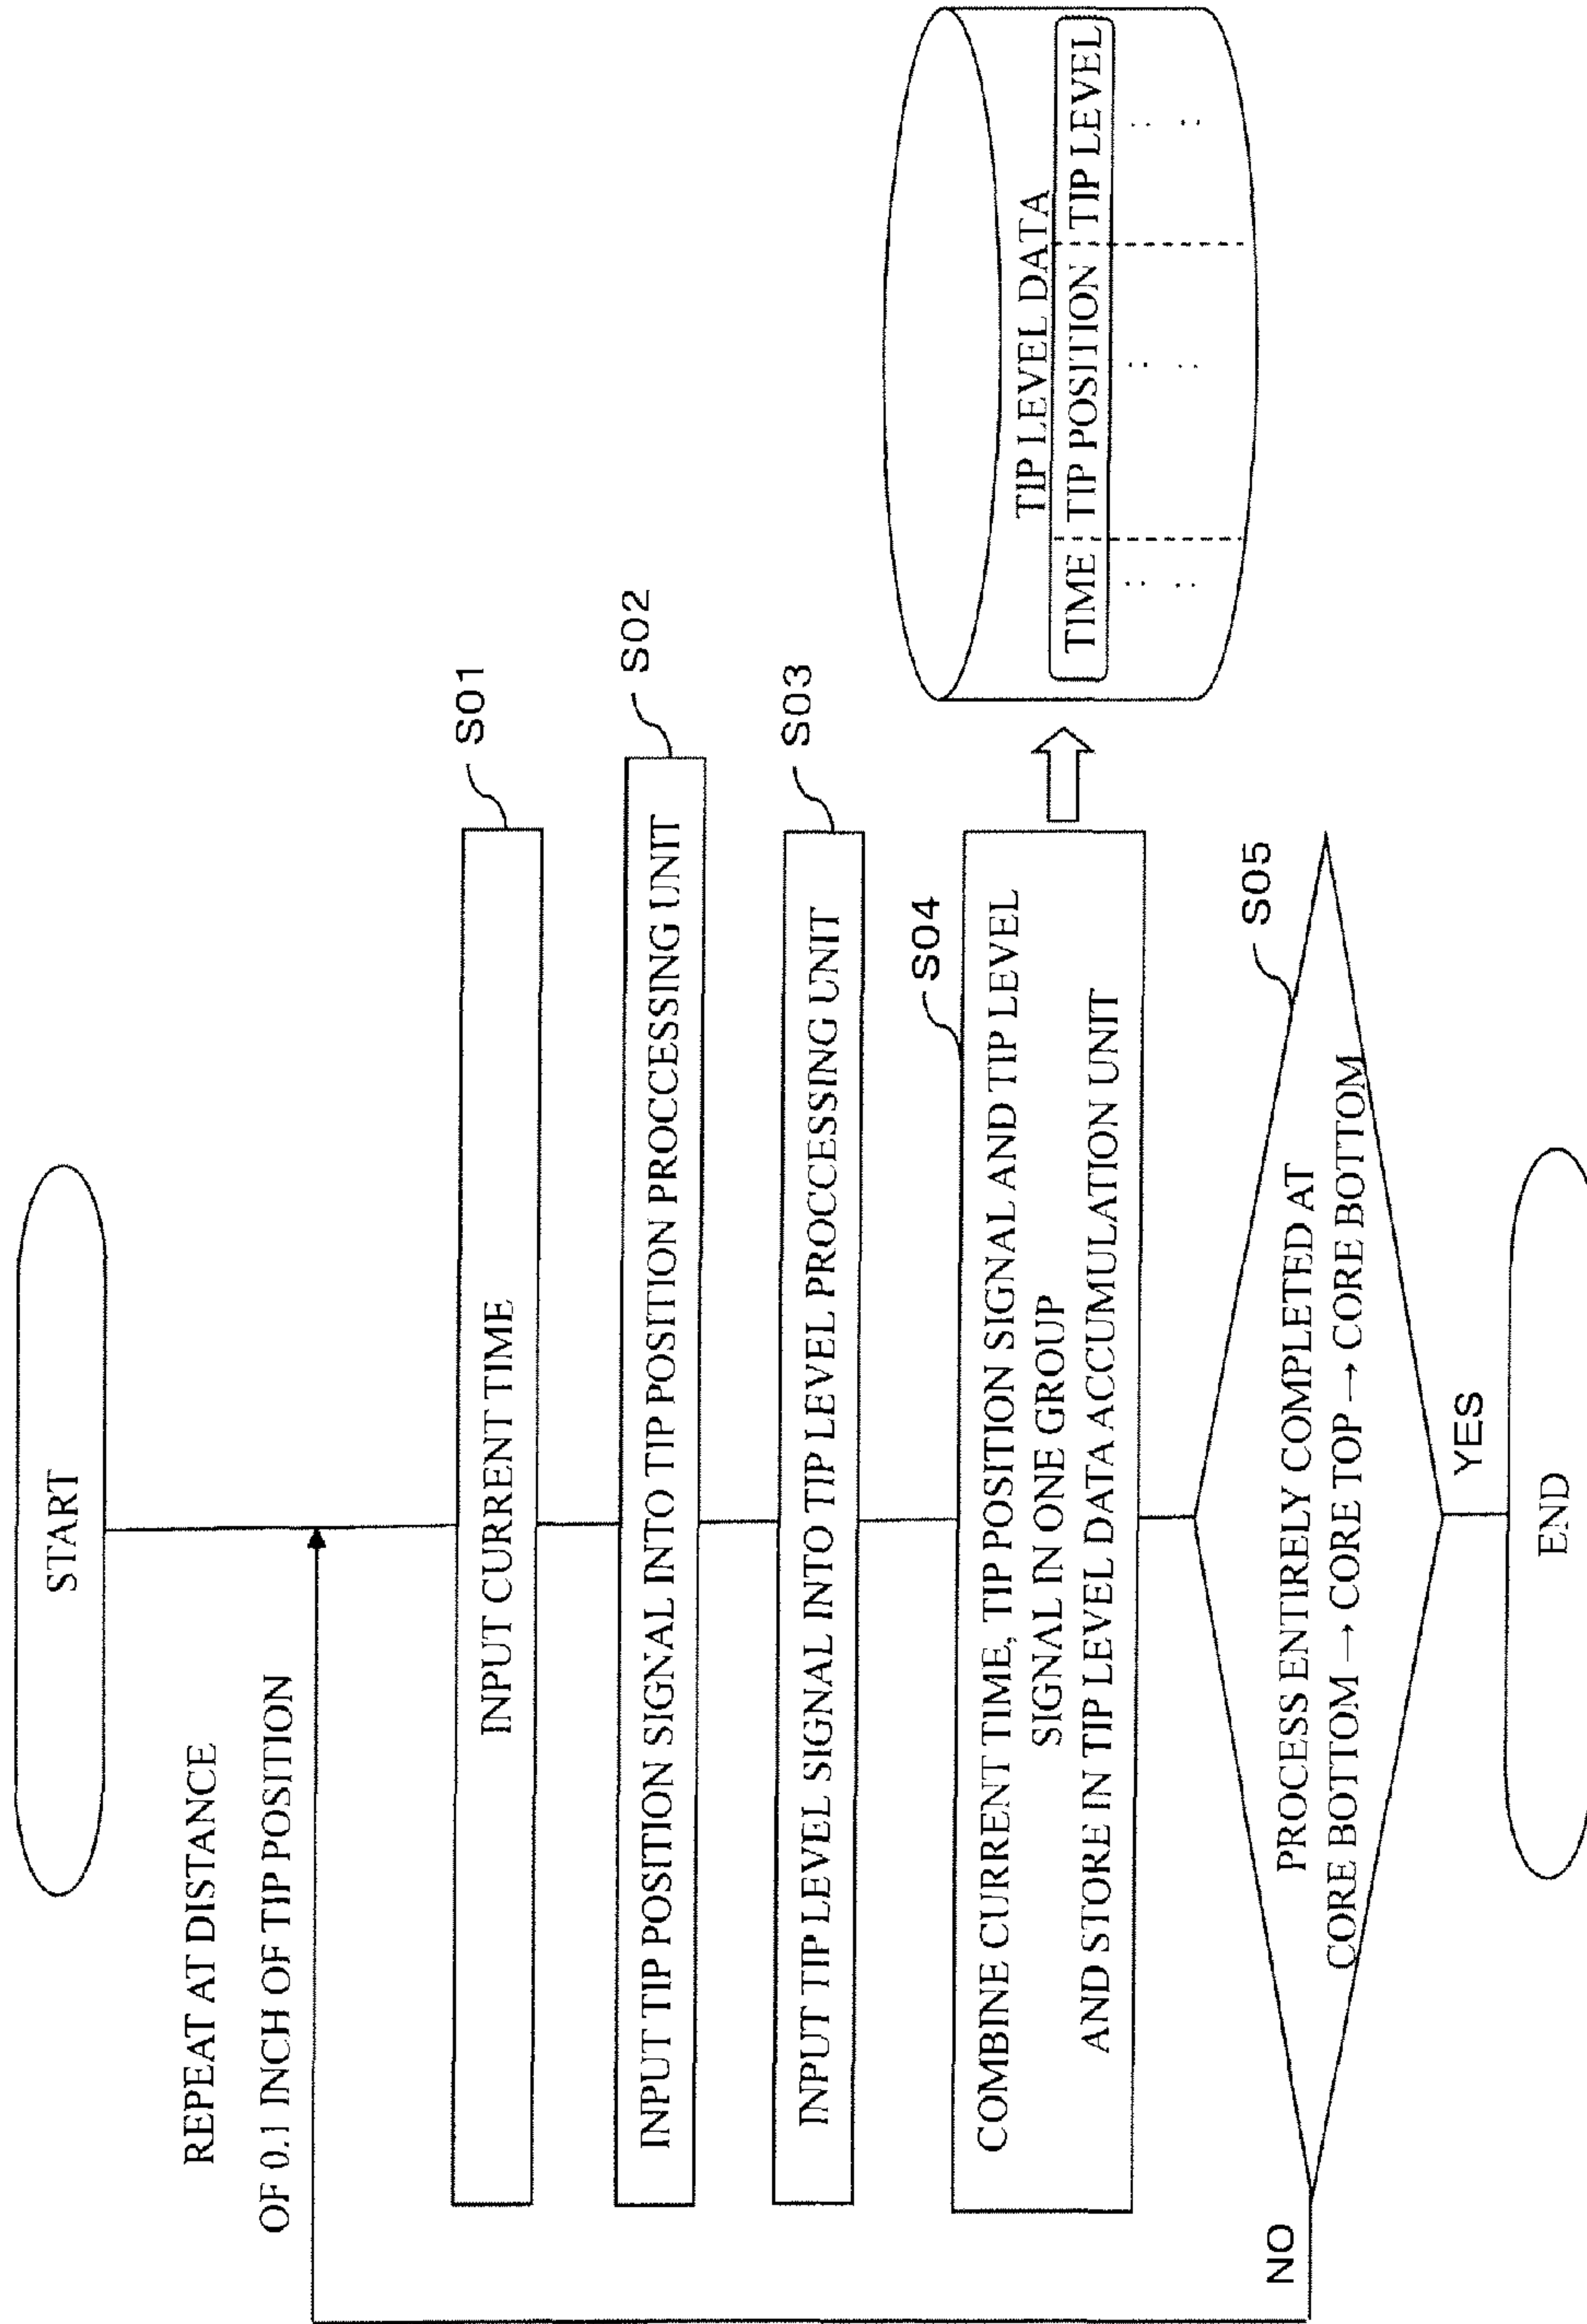 START
REPEAT AT DISTANCE
OF 0.1 INCH OF TIP POSITION
INPUT CURRENT TIME
S01
INPUT TIP POSITION SIGNAL INTO TIP POSITION PROCCESSING UNIT
S02
INPUT TIP LEVEL SIGNAL INTO TIP LEVEL PROCCESSING UNIT
S03
S04
COMBINE CURRENT TIME, TIP POSITION SIGNAL AND TIP LEVEL
SIGNAL IN ONE GROUP
AND STORE IN TIP LEVEL DATA ACCUMULATION UNIT
TIP LEVEL DATA
TIME TIP POSITION TIP LEVEL
S05
PROCESS ENTIRELY COMPLETED AT
CORE BOTTOM → CORE TOP → CORE BOTTOM
NO
YES
END